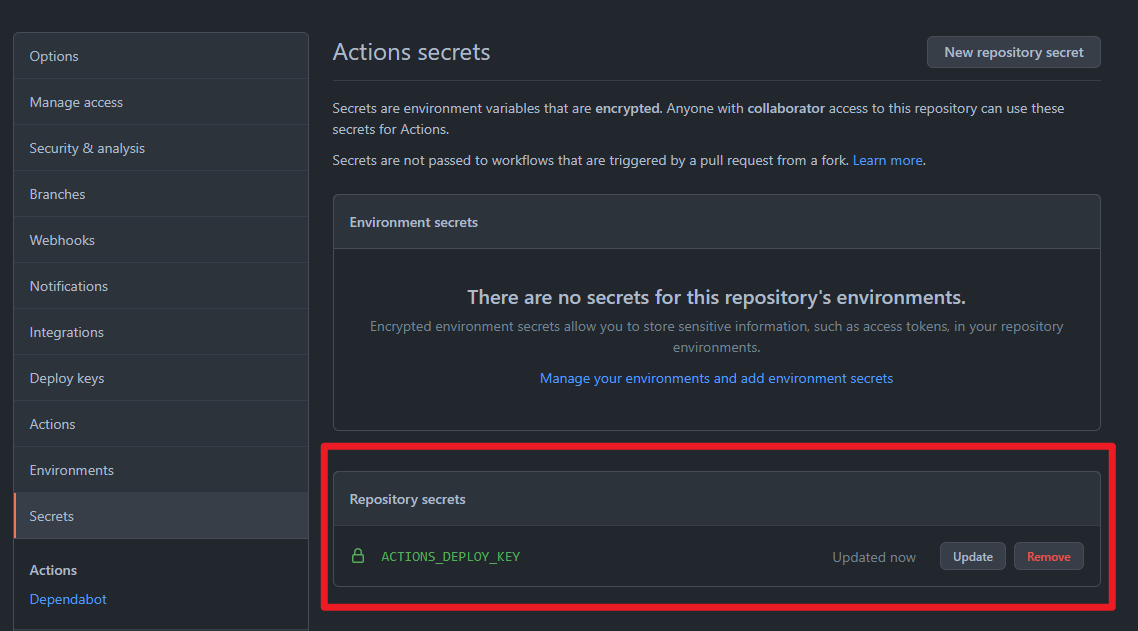 Options
Manage access
Security & analysis
Branches
Webhooks
Notifications
Integrations
Deploy keys
Actions
Environments
Secrets
Actions
Dependabot
Actions secrets
New repository secret
Secrets are environment variables that are encrypted. Anyone with collaborator access to this repository can use these
secrets for Actions.
Secrets are not passed to workflows that are triggered by a pull request from a fork. Learn more.
Environment secrets
There are no secrets for this repository's environments.
Encrypted environment secrets allow you to store sensitive information, such as access tokens, in your repository
environments.
Manage your environments and add environment secrets
Repository secrets
ACTIONS_DEPLOY_KEY
Updated now
Update
Remove